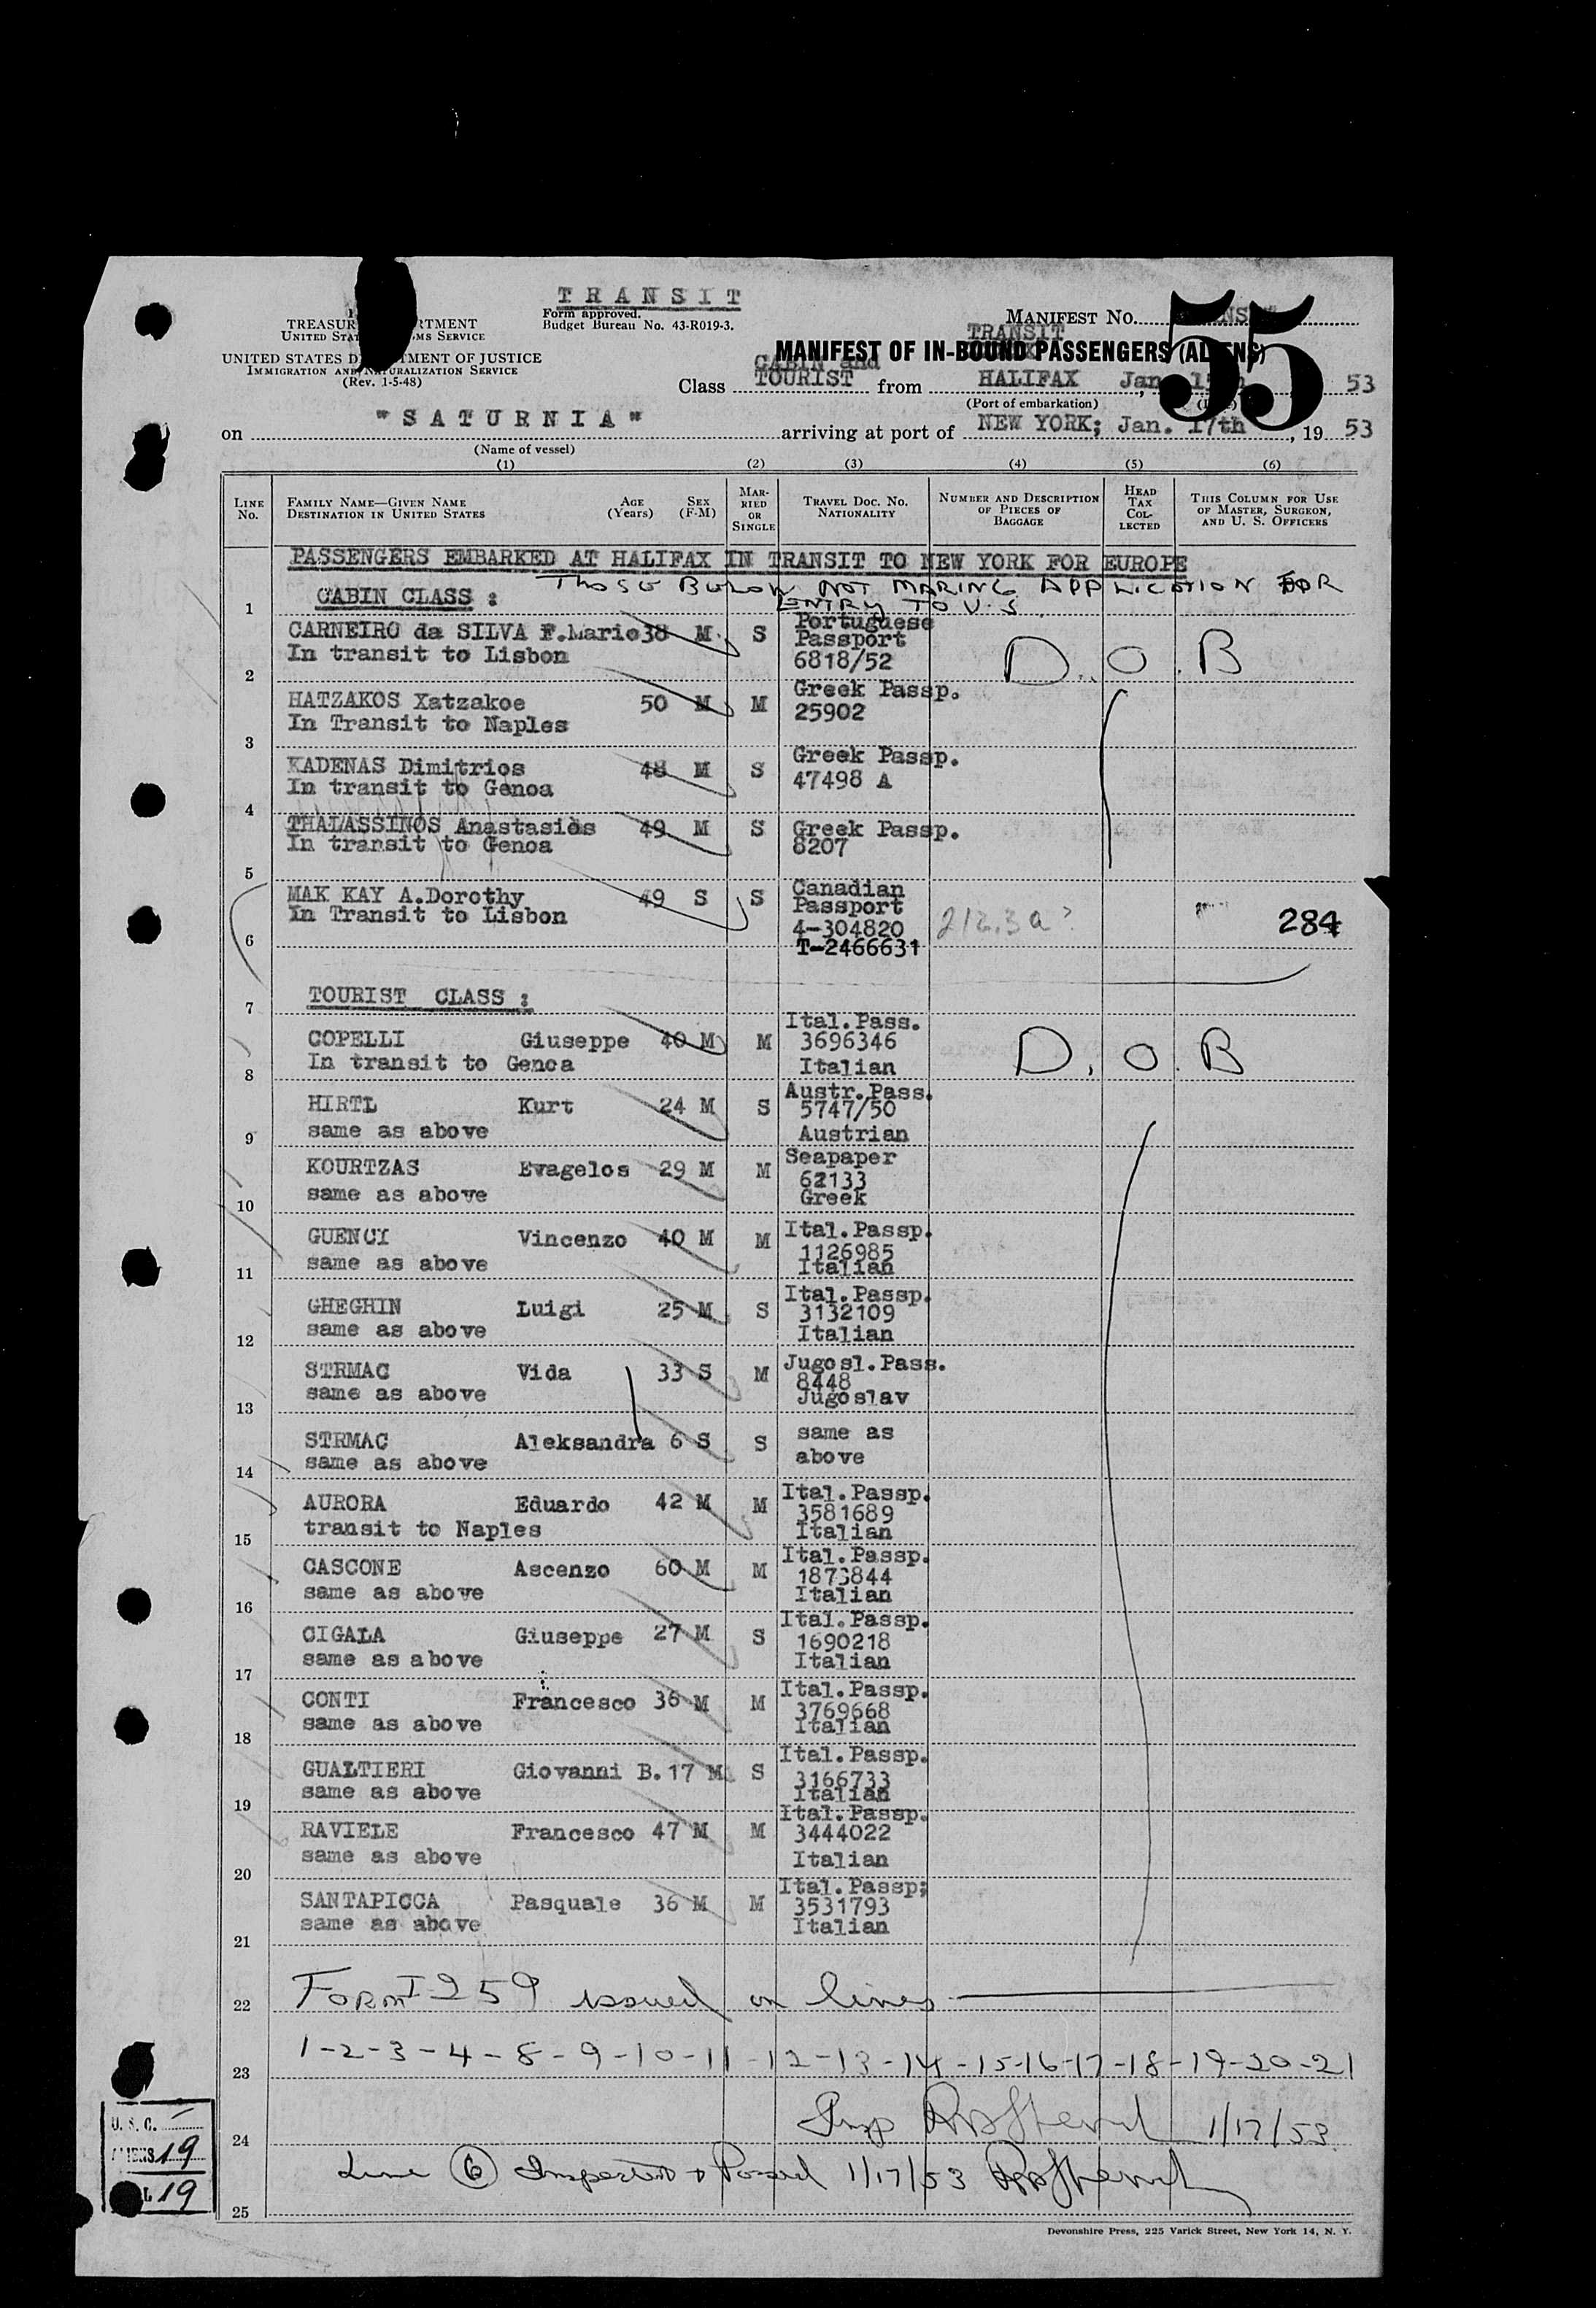 TRANSIT
Form approved.
Budget Bureau No. 43-R019-3.
TREASURY DEPARTMENT
UNITED STATES CUSTOMS SERVICE
UNITED STATES DEPARTMENT OF JUSTICE
IMMIGRATION AND NATURALIZATION SERVICE
(Rev. 1-5-48)
MANIFEST No.
55
TRANSIT
MANIFEST OF IN-BOUND PASSENGERS (ALIENS)
CABIN and
Class TOURIST from HALIFAX Jan. 15th 53
(Port of embarkation)
on "SATURNIA" arriving at port of NEW YORK; Jan. 17th, 19 53
(Name of vessel)
(1) (2) (3) (4) (5) (6)
LINE No. FAMILY NAME—GIVEN NAME DESTINATION IN UNITED STATES AGE (Years) SEX (F-M) MARRIED OR SINGLE TRAVEL DOC. NO. NATIONALITY NUMBER AND DESCRIPTION OF PIECES OF BAGGAGE HEAD TAX COLLECTED THIS COLUMN FOR USE OF MASTER, SURGEON, AND U. S. OFFICERS
PASSENGERS EMBARKED AT HALIFAX IN TRANSIT TO NEW YORK FOR EUROPE
THOSE BELOW NOT MAKING APPLICATION FOR
ENTRY TO U.S.
1 CABIN CLASS :
CARNEIRO da SILVA F.Mario 38 M. S Portuguese Passport
In transit to Lisbon 6818/52 D.O.B
2
HATZAKOS Xatzakoe 50 M M Greek Passp.
In Transit to Naples 25902
3
KADENAS Dimitrios 48 M S Greek Passp.
In transit to Genoa 47498 A
4
THALASSINOS Anastasios 49 M S Greek Passp.
In transit to Genoa 8207
5
MAK KAY A.Dorothy 49 S S Canadian Passport
In Transit to Lisbon 4-304820 212.3a? 284
6 T-2466631
TOURIST CLASS :
7
COPELLI Giuseppe 40 M M Ital.Pass. 3696346
In transit to Genoa Italian D.O.B
8
HIRTL Kurt 24 M S Austr.Pass. 5747/50
same as above Austrian
9
KOURTZAS Evagelos 29 M M Seapaper 62133
same as above Greek
10
GUENCI Vincenzo 40 M M Ital.Passp. 1126985
same as above Italian
11
GHEGHIN Luigi 25 M S Ital.Passp. 3132109
same as above Italian
12
STRMAC Vida 33 S M Jugosl.Pass. 8448
same as above Jugoslav
13
STRMAC Aleksandra 6 S S same as
same as above above
14
AURORA Eduardo 42 M M Ital.Passp. 3581689
transit to Naples Italian
15
CASCONE Ascenzo 60 M M Ital.Passp. 1873844
same as above Italian
16
CIGALA Giuseppe 27 M S Ital.Passp. 1690218
same as above Italian
17
CONTI Francesco 36 M M Ital.Passp. 3769668
same as above Italian
18
GUALTIERI Giovanni B. 17 M S Ital.Passp. 3166733
same as above Italian
19
RAVIELE Francesco 47 M M Ital.Passp. 3444022
same as above Italian
20
SANTAPICCA Pasquale 36 M M Ital.Passp; 3531793
same as above Italian
21
22 FORM I 259 issued on lines
23 1-2-3-4-8-9-10-11-12-13-14-15-16-17-18-19-20-21
24 1/17/53
Line 6 Inspected & Passed 1/17/53
25
U.S.C.
ALIENS 19
19
Devonshire Press, 225 Varick Street, New York 14, N. Y.